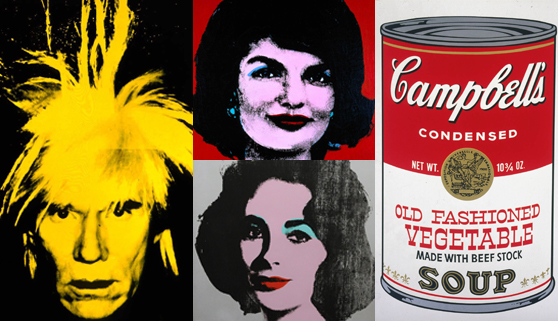 Campbell's
CONDENSED
NET WT. 10¾ OZ.
OLD FASHIONED
VEGETABLE
MADE WITH BEEF STOCK
SOUP